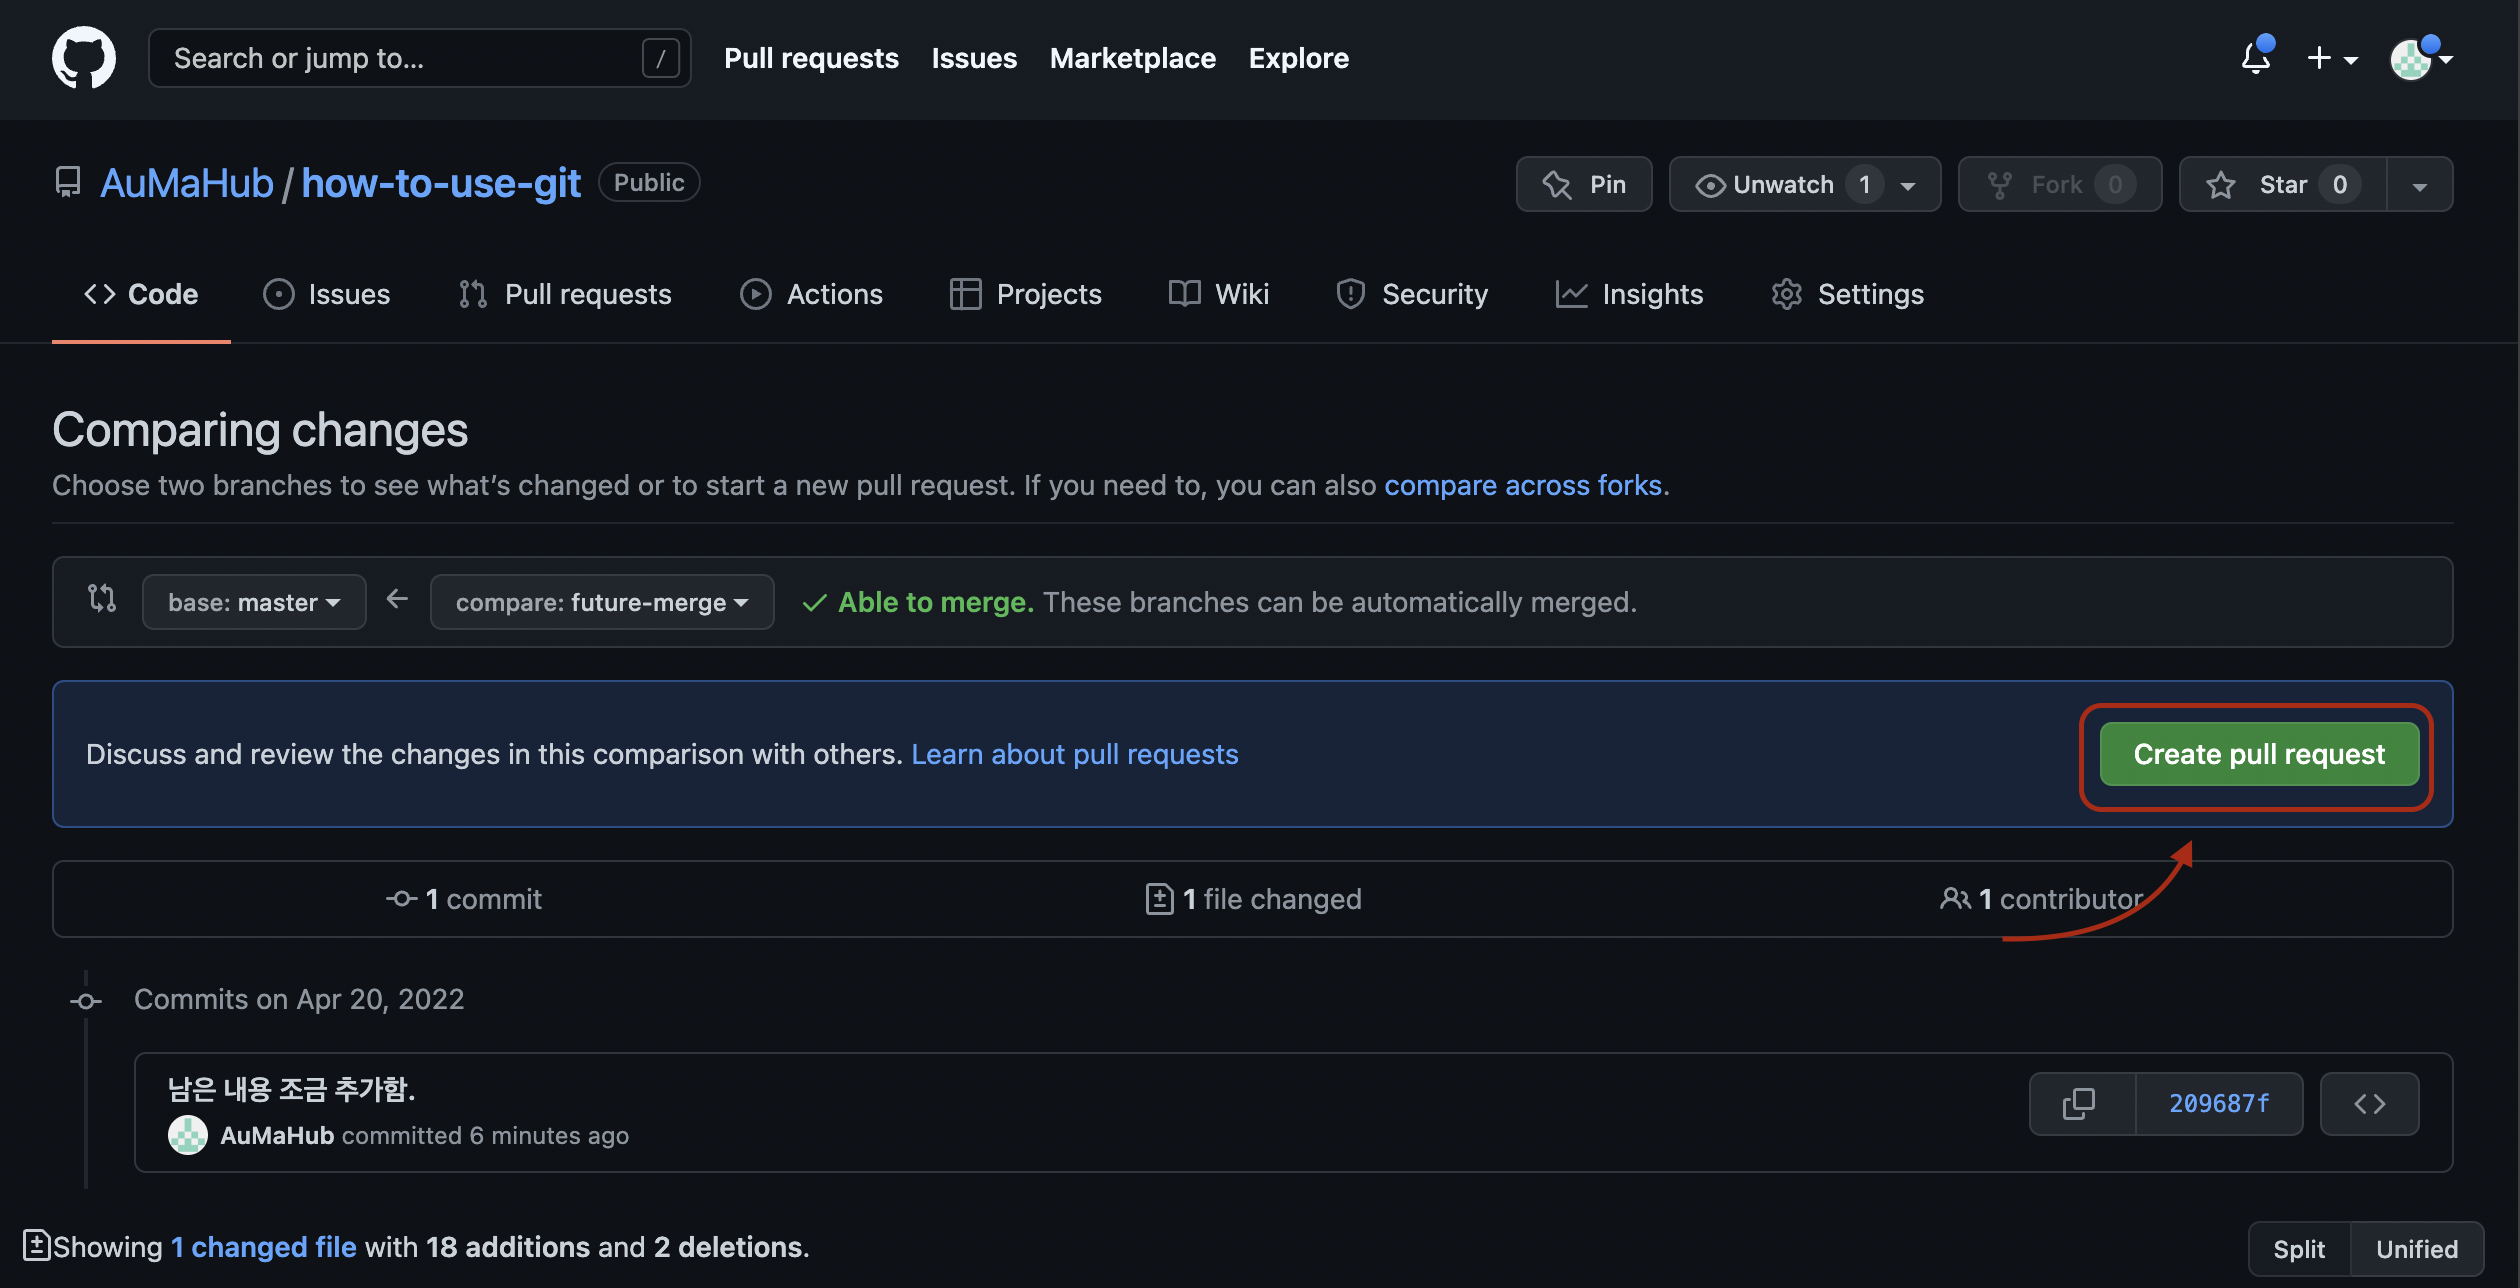 Search or jump to... /
Pull requests Issues Marketplace Explore
AuMaHub / how-to-use-git Public
Pin Unwatch 1 Fork 0 Star 0
Code Issues Pull requests Actions Projects Wiki Security Insights Settings
Comparing changes
Choose two branches to see what’s changed or to start a new pull request. If you need to, you can also compare across forks.
base: master compare: future-merge Able to merge. These branches can be automatically merged.
Discuss and review the changes in this comparison with others. Learn about pull requests
Create pull request
1 commit 1 file changed 1 contributor
Commits on Apr 20, 2022
남은 내용 조금 추가함.
AuMaHub committed 6 minutes ago
209687f
Showing 1 changed file with 18 additions and 2 deletions.
Split Unified